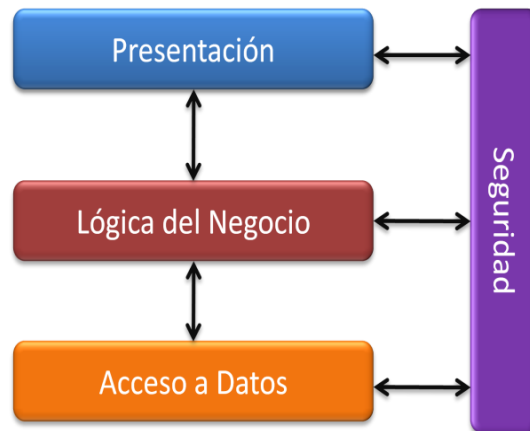 Presentación
Lógica del Negocio
Acceso a Datos
Seguridad